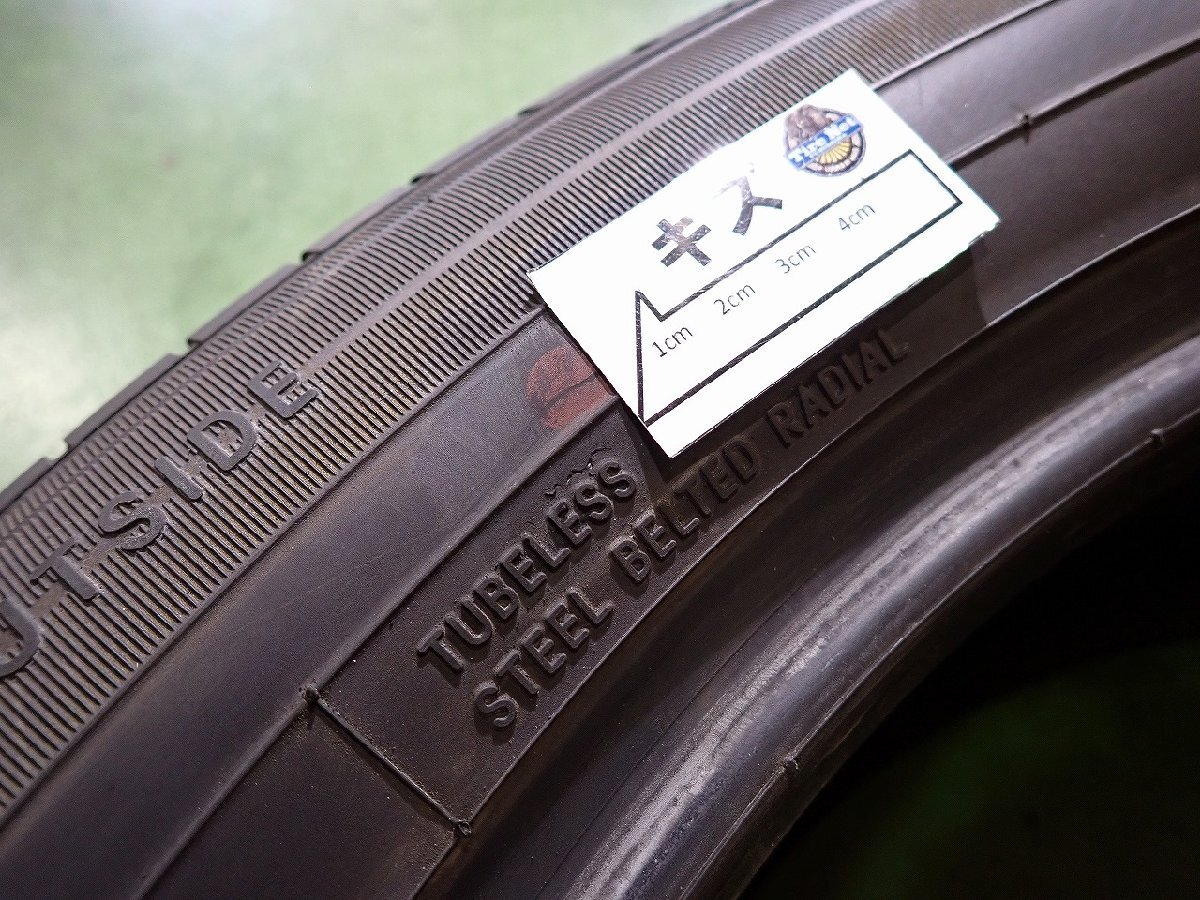 キズ
1cm 2cm 3cm 4cm
UTSIDE
TUBELESS
STEEL BELTED RADIAL